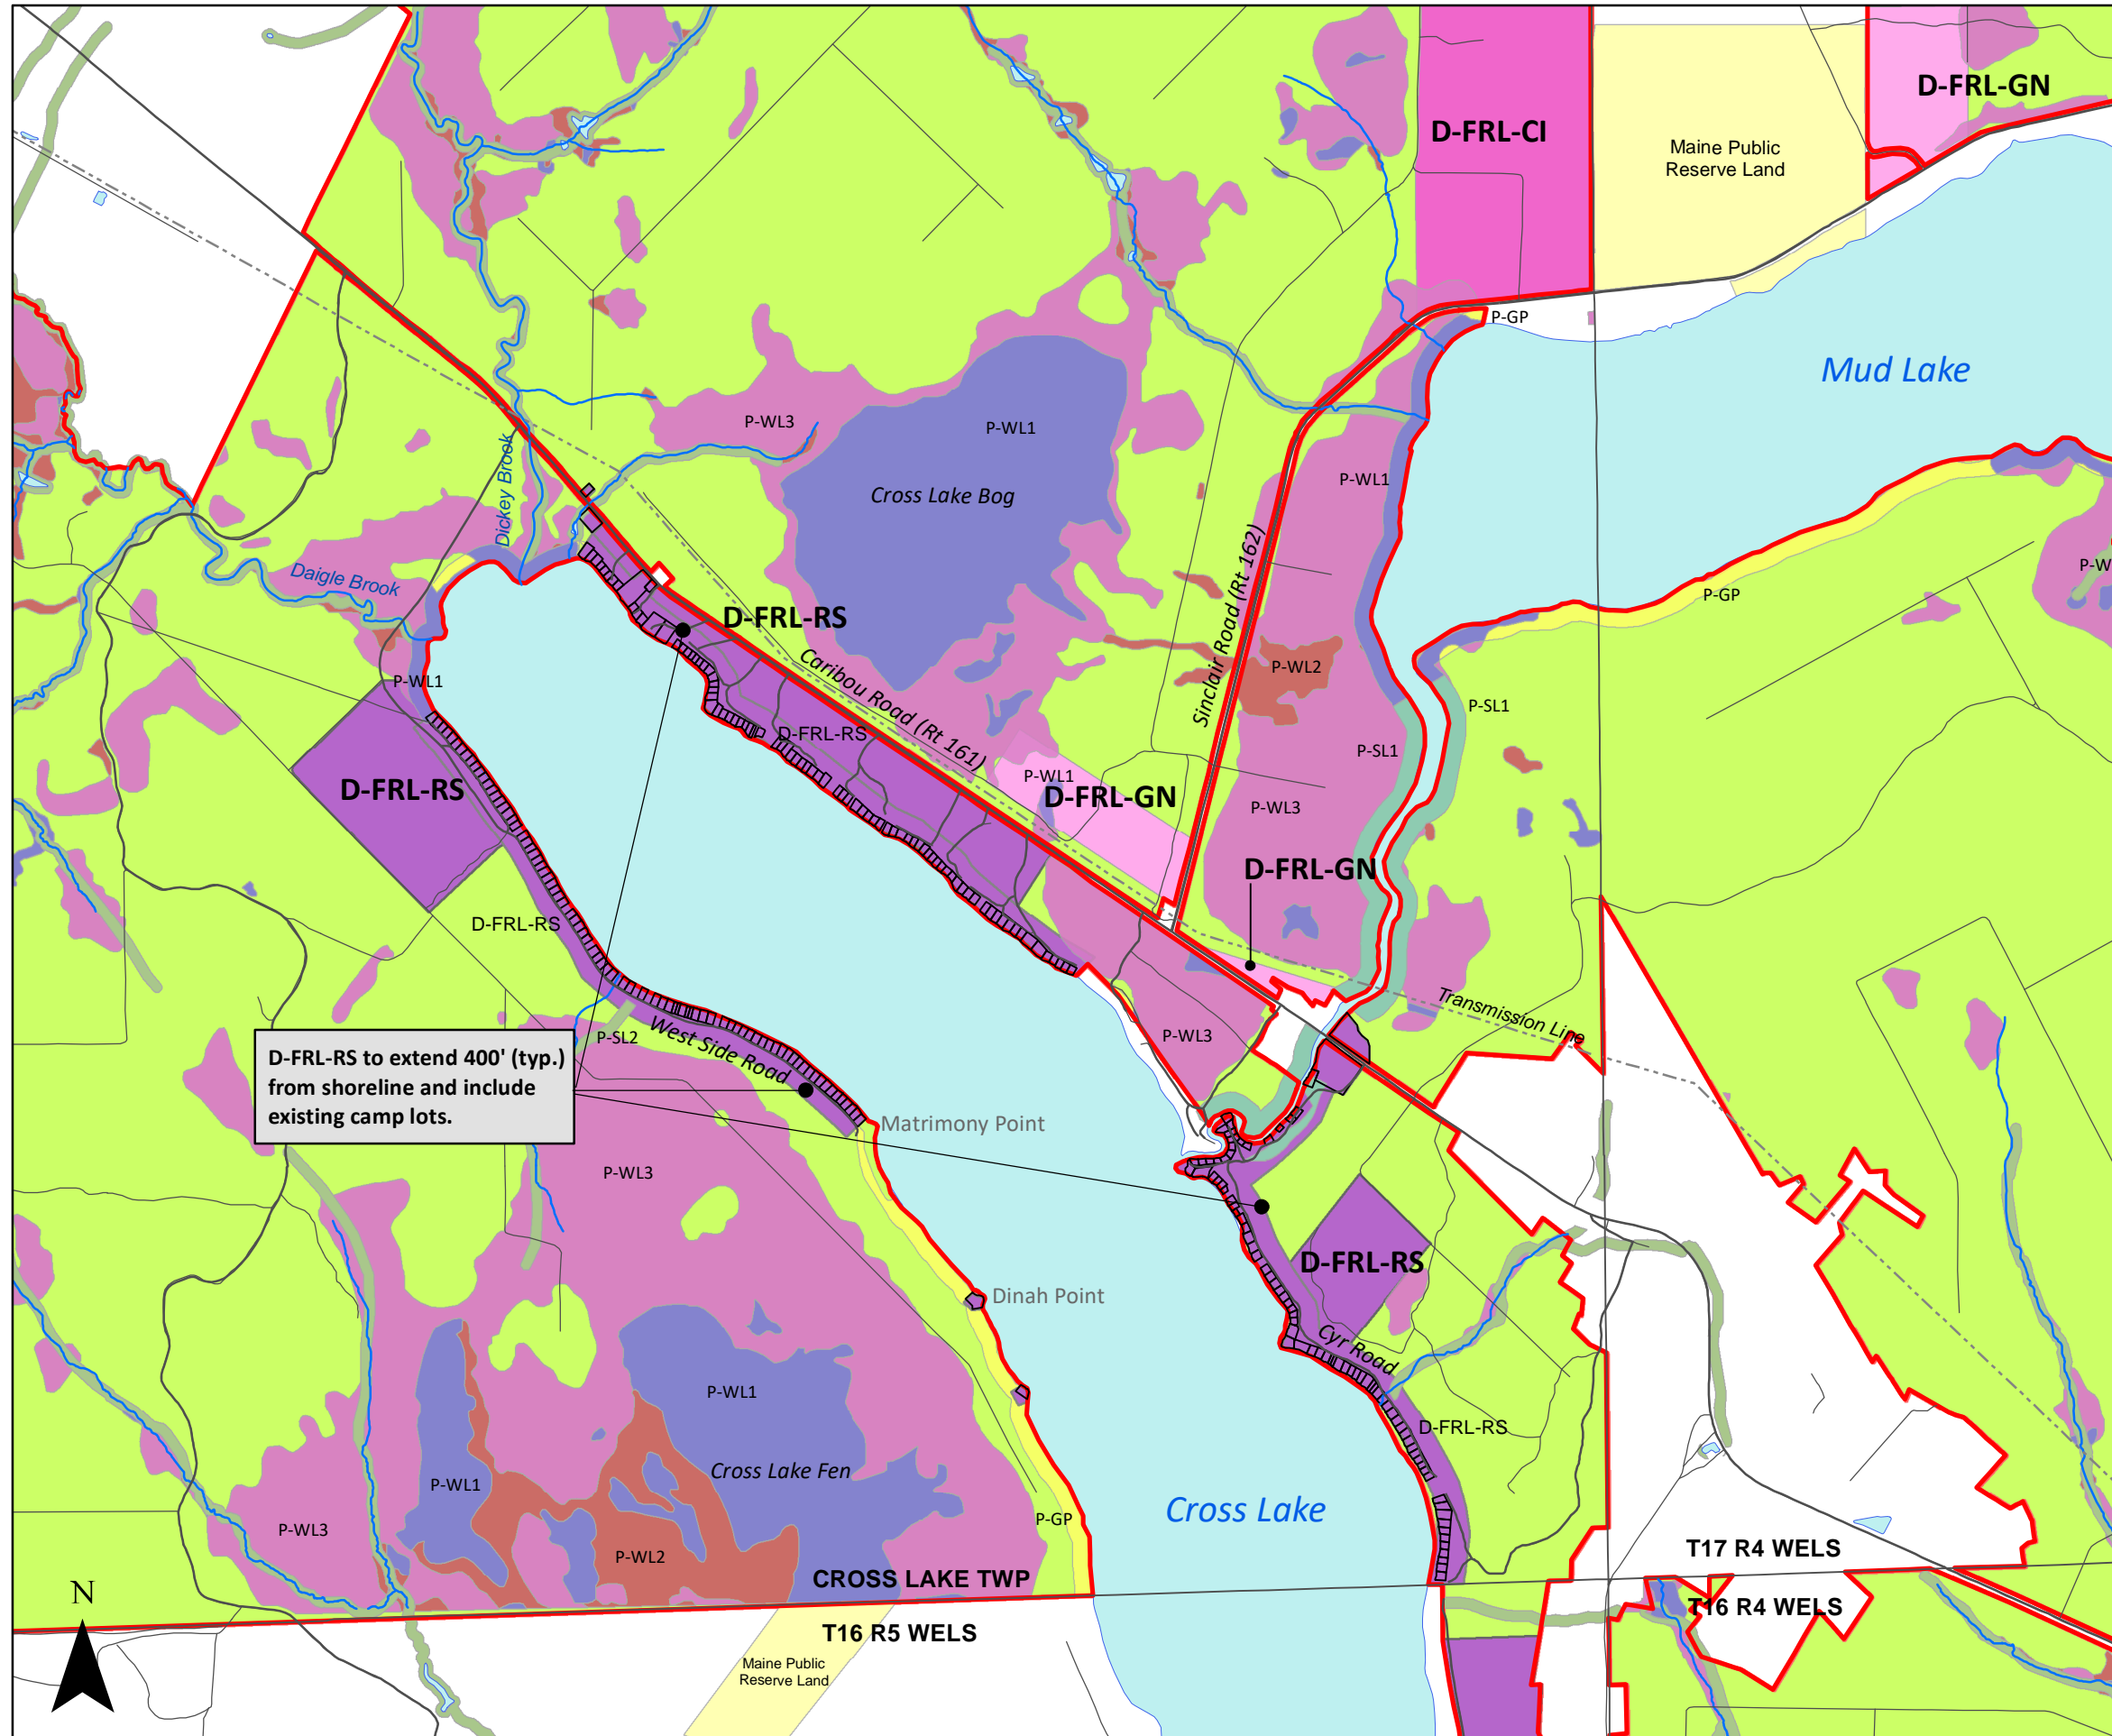 D-FRL-GN
D-FRL-CI
Maine Public
Reserve Land
P-GP
Mud Lake
P-WL3
P-WL1
Cross Lake Bog
P-WL1
Dickey Brook
Daigle Brook
Sinclair Road (Rt 162)
P-W
P-GP
D-FRL-RS
Caribou Road (Rt 161)
P-WL2
P-WL1
P-SL1
D-FRL-RS
P-SL1
P-WL1
D-FRL-GN
D-FRL-RS
P-WL3
D-FRL-GN
D-FRL-RS
Transmission Line
P-WL3
P-SL2
West Side Road
D-FRL-RS to extend 400' (typ.)
from shoreline and include
existing camp lots.
Matrimony Point
P-WL3
D-FRL-RS
Dinah Point
Cyr Road
P-WL1
D-FRL-RS
Cross Lake Fen
P-WL1
Cross Lake
P-GP
P-WL3
P-WL2
T17 R4 WELS
CROSS LAKE TWP
N
T16 R4 WELS
T16 R5 WELS
Maine Public
Reserve Land